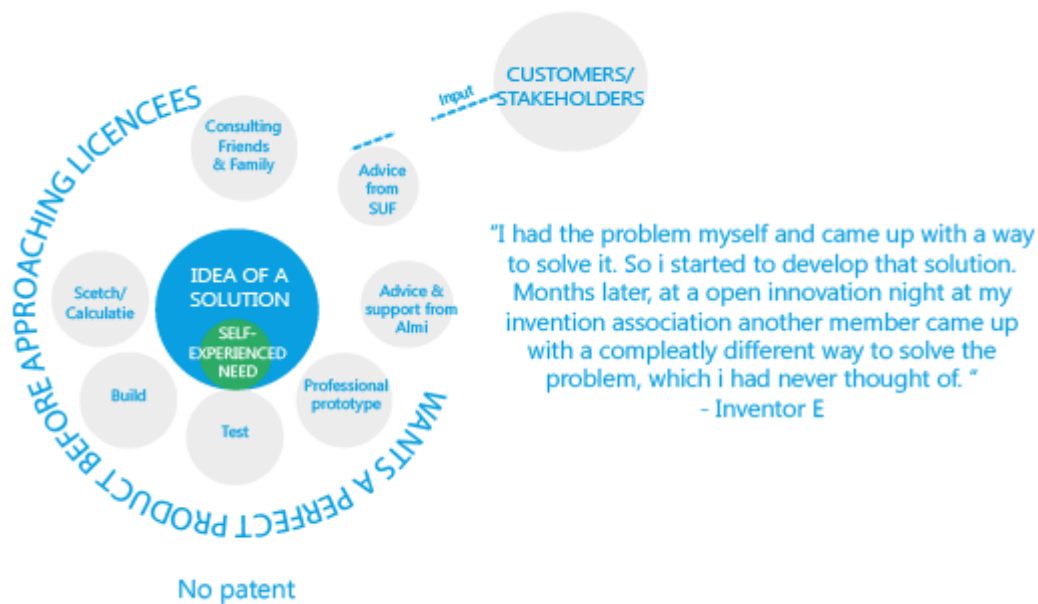 CUSTOMERS/
STAKEHOLDERS
Input
Consulting
Friends
& Family
Advice
from
SUF
WANTS A PERFECT PRODUCT BEFORE APPROACHING LICENCEES
IDEA OF A
SOLUTION
SELF-
EXPERIENCED
NEED
Scetch/
Calculatie
Advice &
support from
Almi
Build
Test
Professional
prototype
"I had the problem myself and came up with a way
to solve it. So i started to develop that solution.
Months later, at a open innovation night at my
invention association another member came up
with a compleatly different way to solve the
problem, which i had never thought of. "
- Inventor E
No patent